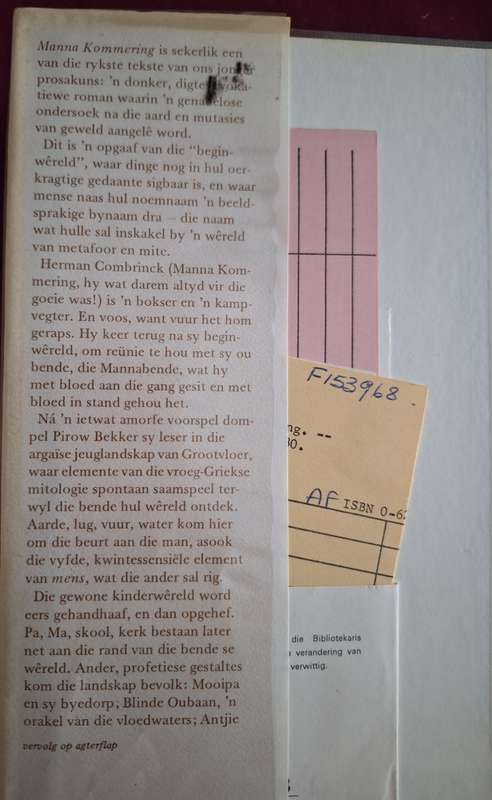 Manna Kommering is sekerlik een
van die rykste tekste van ons jonger
prosakuns: 'n donker, digte, evoka-
tiewe roman waarin 'n genadelose
ondersoek na die aard en mutasies
van geweld aangelê word.
Dit is 'n opgaaf van die "begin-
wêreld", waar dinge nog in hul oer-
kragtige gedaante sigbaar is, en waar
mense naas hul noemnaam 'n beeld-
sprakige bynaam dra — die naam
wat hulle sal inskakel by 'n wêreld
van metafoor en mite.
Herman Combrinck (Manna Kom-
mering, hy wat darem altyd vir die
goeie was!) is 'n bokser en 'n kamp-
vegter. En voos, want vuur het hom
geraps. Hy keer terug na sy begin-
wêreld, om reünie te hou met sy ou
bende, die Mannabende, wat hy
met bloed aan die gang gesit en met
bloed in stand gehou het.
Ná 'n ietwat amorfe voorspel dom-
pel Pirow Bekker sy leser in die
argaïse jeuglandskap van Grootvloer,
waar elemente van die vroeg-Griekse
mitologie spontaan saamspeel ter-
wyl die bende hul wêreld ontdek.
Aarde, lug, vuur, water kom hier
om die beurt aan die man, asook
die vyfde, kwintessensiële element
van mens, wat die ander sal rig.
Die gewone kinderwêreld word
eers gehandhaaf, en dan opgehef.
Pa, Ma, skool, kerk bestaan later
net aan die rand van die bende se
wêreld. Ander, profetiese gestaltes
kom die landskap bevolk: Mooipa
en sy byedorp; Blinde Oubaan, 'n
orakel van die vloedwaters; Antjie
vervolg op agterflap
F153968.
ng. --
30.
AF ISBN 0-62
die Bibliotekaris
verandering van
verwittig.